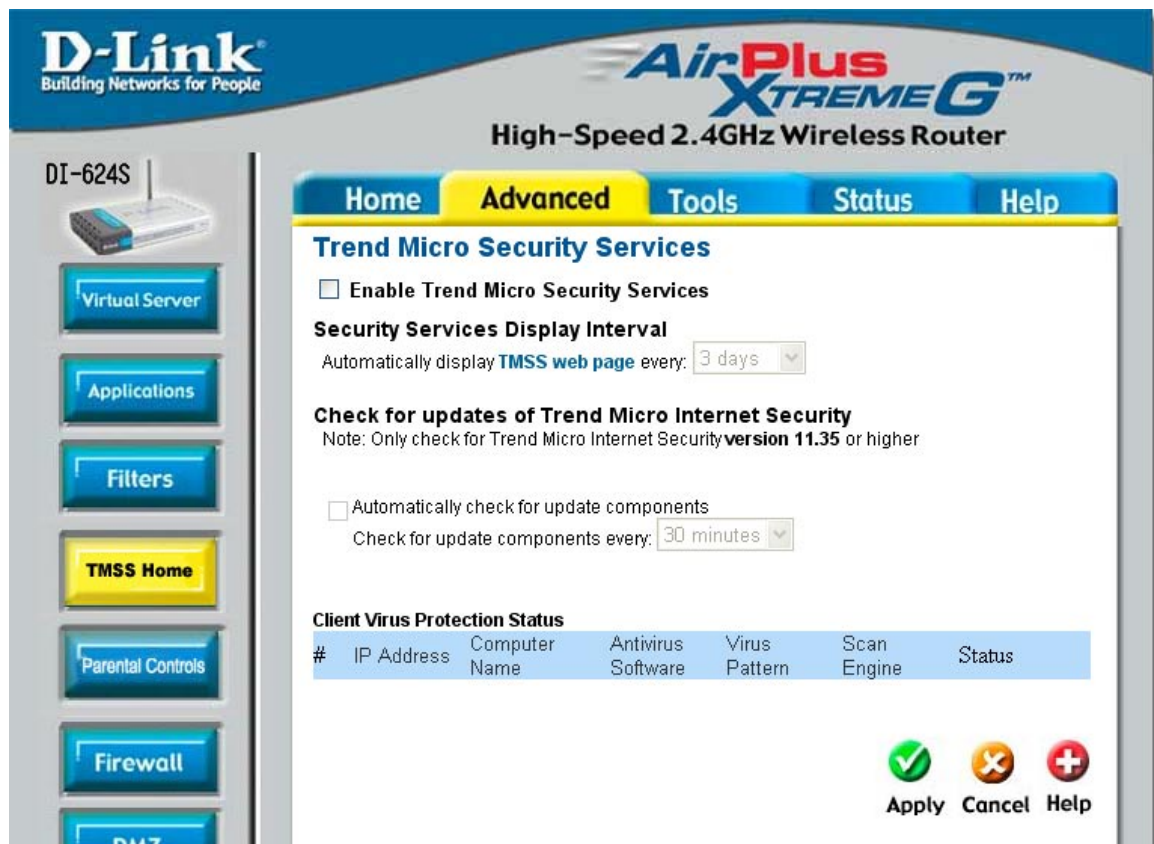 D-Link
Building Networks for People
AirPlus
XTREME G™
High-Speed 2.4GHz Wireless Router
DI-624S
Home
Advanced
Tools
Status
Help
Virtual Server
Applications
Filters
TMSS Home
Parental Controls
Firewall
DMZ
Trend Micro Security Services
Enable Trend Micro Security Services
Security Services Display Interval
Automatically display TMSS web page every: 3 days
Check for updates of Trend Micro Internet Security
Note: Only check for Trend Micro Internet Security version 11.35 or higher
Automatically check for update components
Check for update components every: 30 minutes
Client Virus Protection Status
# IP Address Computer Name Antivirus Software Virus Pattern Scan Engine Status
Apply Cancel Help